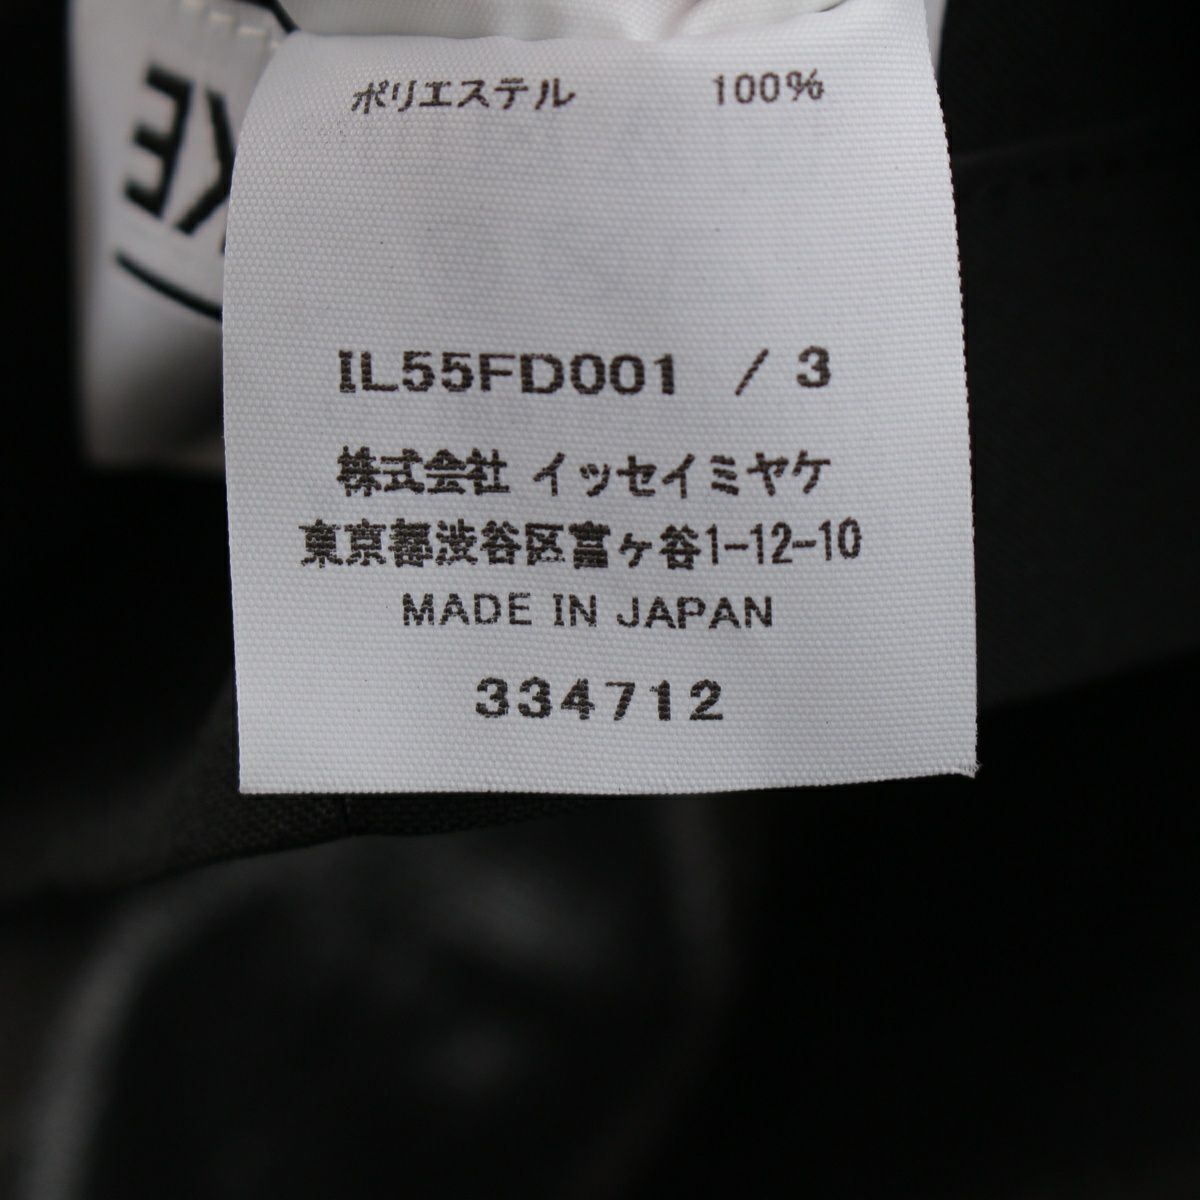 ポリエステル 100%
IL55FD001 / 3
株式会社 イッセイミヤケ
東京都渋谷区富ヶ谷1-12-10
MADE IN JAPAN
334712
KE